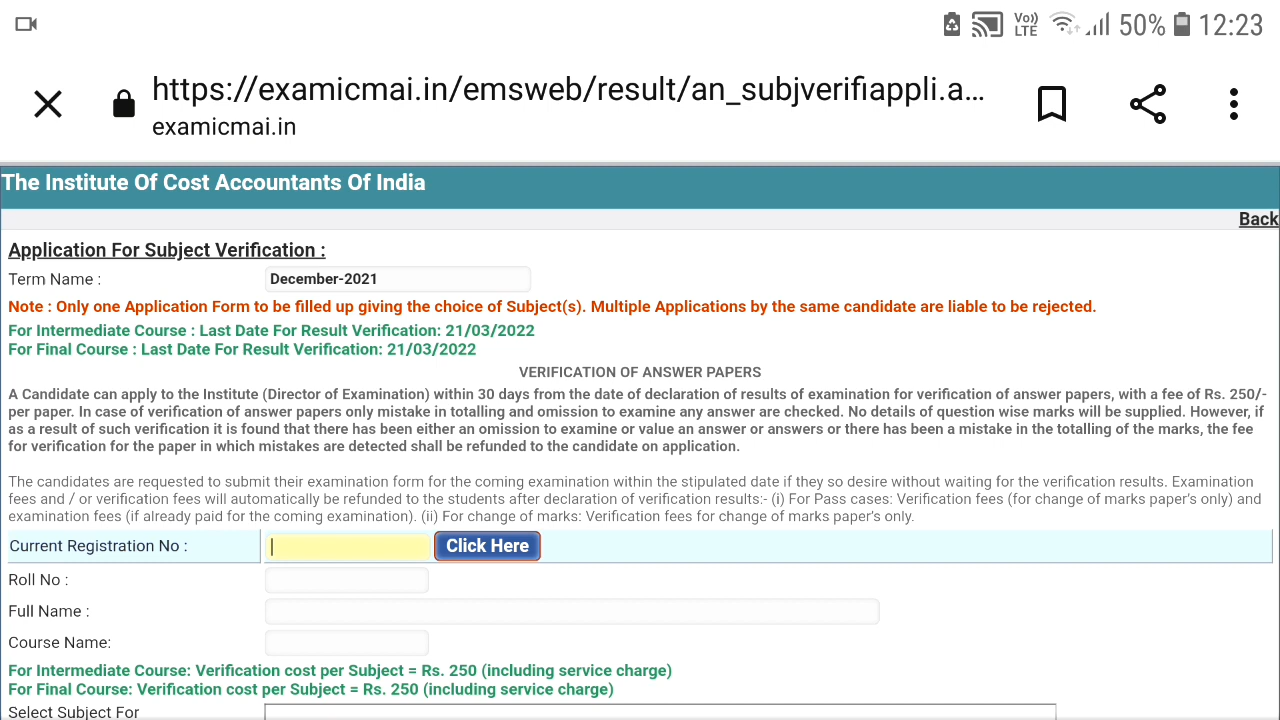 Vo))
LTE
50%
12:23
https://examicmai.in/emsweb/result/an_subjverifiappli.a...
examicmai.in
The Institute Of Cost Accountants Of India
Back
Application For Subject Verification :
Term Name :
December-2021
Note : Only one Application Form to be filled up giving the choice of Subject(s). Multiple Applications by the same candidate are liable to be rejected.
For Intermediate Course : Last Date For Result Verification: 21/03/2022
For Final Course : Last Date For Result Verification: 21/03/2022
VERIFICATION OF ANSWER PAPERS
A Candidate can apply to the Institute (Director of Examination) within 30 days from the date of declaration of results of examination for verification of answer papers, with a fee of Rs. 250/-
per paper. In case of verification of answer papers only mistake in totalling and omission to examine any answer are checked. No details of question wise marks will be supplied. However, if
as a result of such verification it is found that there has been either an omission to examine or value an answer or answers or there has been a mistake in the totalling of the marks, the fee
for verification for the paper in which mistakes are detected shall be refunded to the candidate on application.
The candidates are requested to submit their examination form for the coming examination within the stipulated date if they so desire without waiting for the verification results. Examination
fees and / or verification fees will automatically be refunded to the students after declaration of verification results:- (i) For Pass cases: Verification fees (for change of marks paper's only) and
examination fees (if already paid for the coming examination). (ii) For change of marks: Verification fees for change of marks paper's only.
Current Registration No :
Click Here
Roll No :
Full Name :
Course Name:
For Intermediate Course: Verification cost per Subject = Rs. 250 (including service charge)
For Final Course: Verification cost per Subject = Rs. 250 (including service charge)
Select Subject For